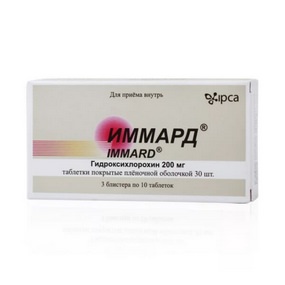 Для приёма внутрь
ipca
ИММАРД®
IMMARD®
Гидроксихлорохин 200 мг
таблетки покрытые плёночной оболочкой 30 шт.
3 блистера по 10 таблеток